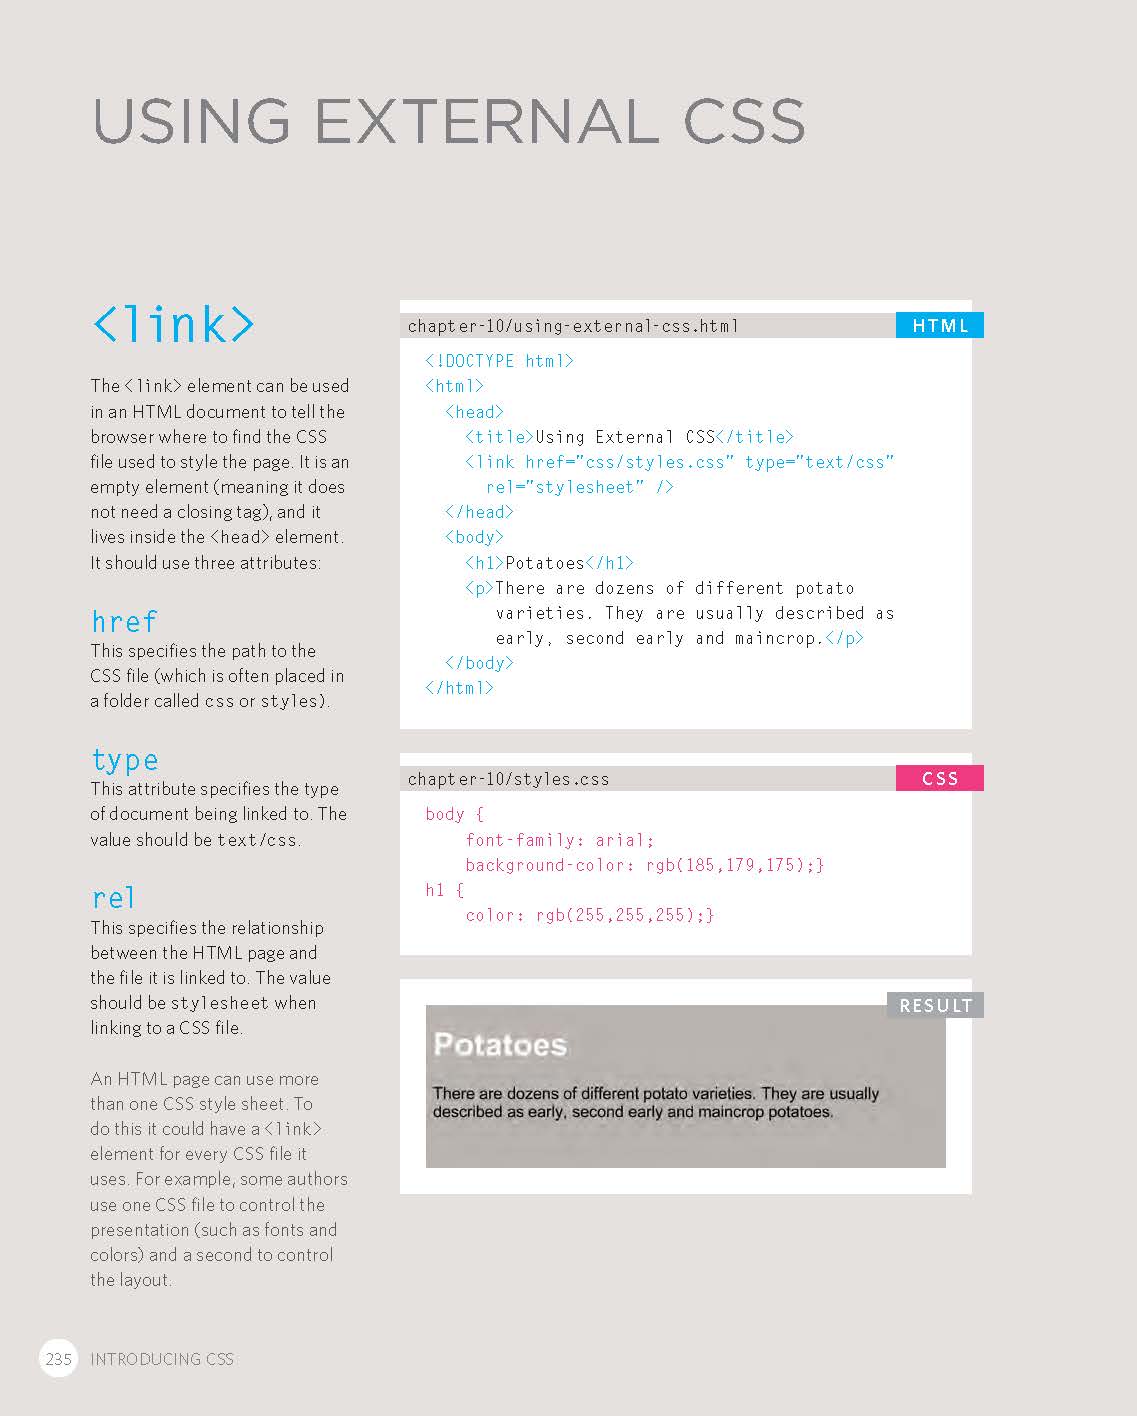 USING EXTERNAL CSS
<link>
The <link> element can be used
in an HTML document to tell the
browser where to find the CSS
file used to style the page. It is an
empty element (meaning it does
not need a closing tag), and it
lives inside the <head> element.
It should use three attributes:
href
This specifies the path to the
CSS file (which is often placed in
a folder called css or styles).
type
This attribute specifies the type
of document being linked to. The
value should be text/css.
rel
This specifies the relationship
between the HTML page and
the file it is linked to. The value
should be stylesheet when
linking to a CSS file.
An HTML page can use more
than one CSS style sheet. To
do this it could have a <link>
element for every CSS file it
uses. For example, some authors
use one CSS file to control the
presentation (such as fonts and
colors) and a second to control
the layout.
chapter-10/using-external-css.html HTML
<!DOCTYPE html>
<html>
<head>
<title>Using External CSS</title>
<link href="css/styles.css" type="text/css"
rel="stylesheet" />
</head>
<body>
<h1>Potatoes</h1>
<p>There are dozens of different potato
varieties. They are usually described as
early, second early and maincrop.</p>
</body>
</html>
chapter-10/styles.css CSS
body {
font-family: arial;
background-color: rgb(185,179,175);}
h1 {
color: rgb(255,255,255);}
RESULT
Potatoes
There are dozens of different potato varieties. They are usually
described as early, second early and maincrop potatoes.
235 INTRODUCING CSS